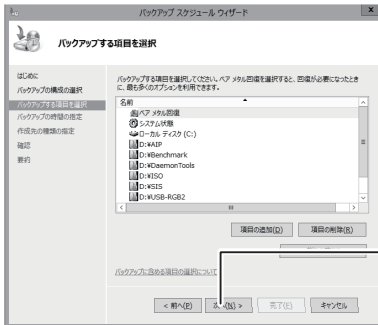 バックアップ スケジュール ウィザード
x
バックアップする項目を選択
はじめに
バックアップの構成の選択
バックアップする項目を選択
バックアップの時間の指定
作成先の種類の指定
確認
要約
バックアップする項目を選択してください。ベア メタル回復を選択すると、回復が必要になったときに、最も多くのオプションを利用できます。
名前
ベア メタル回復
システム状態
ローカル ディスク (C:)
D:¥AIP
D:¥Benchmark
D:¥DaemonTools
D:¥ISO
D:¥SIS
D:¥USB-RGB2
項目の追加(D)
項目の削除(R)
バックアップに含める項目の選択について
< 前へ(P)
次へ(N) >
完了(F)
キャンセル